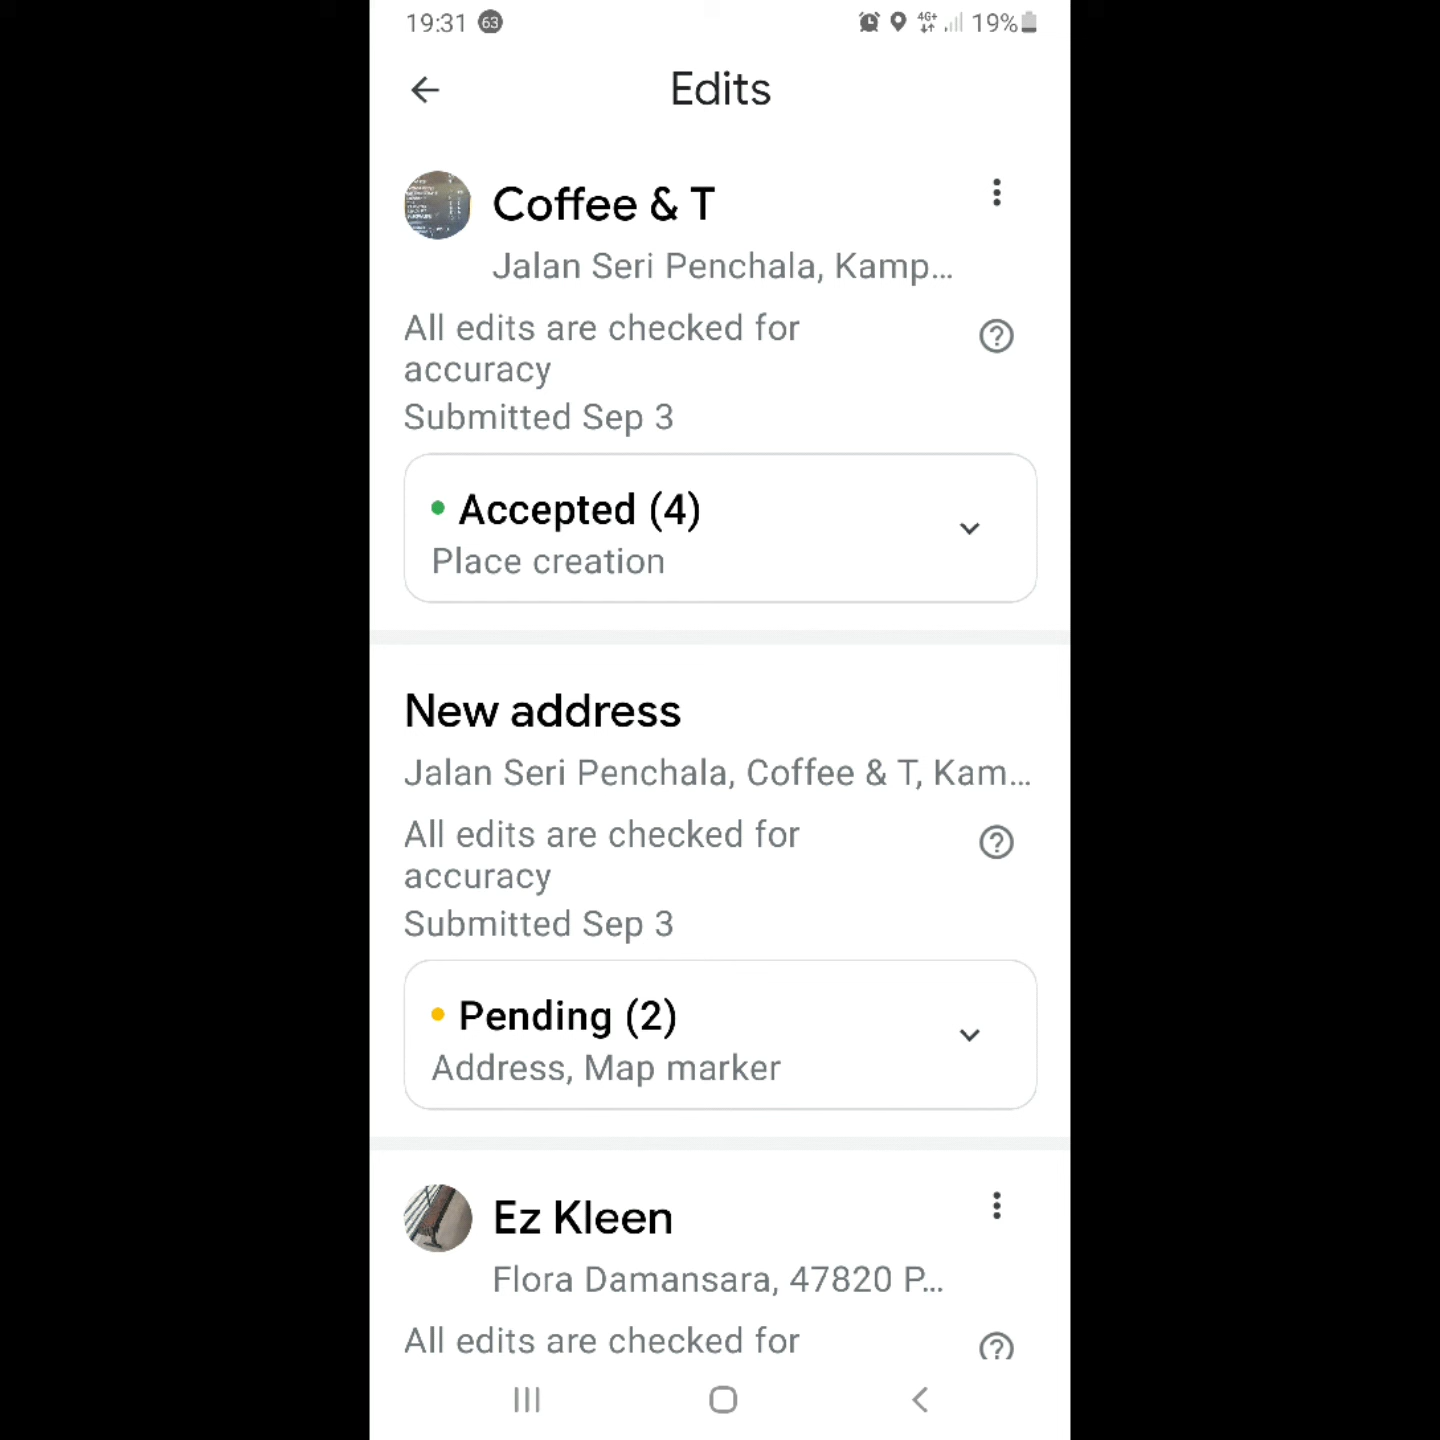 19:31 63 4G+ 19%
Edits
Coffee & T
Jalan Seri Penchala, Kamp...
All edits are checked for
accuracy
Submitted Sep 3
Accepted (4)
Place creation
New address
Jalan Seri Penchala, Coffee & T, Kam...
All edits are checked for
accuracy
Submitted Sep 3
Pending (2)
Address, Map marker
Ez Kleen
Flora Damansara, 47820 P...
All edits are checked for